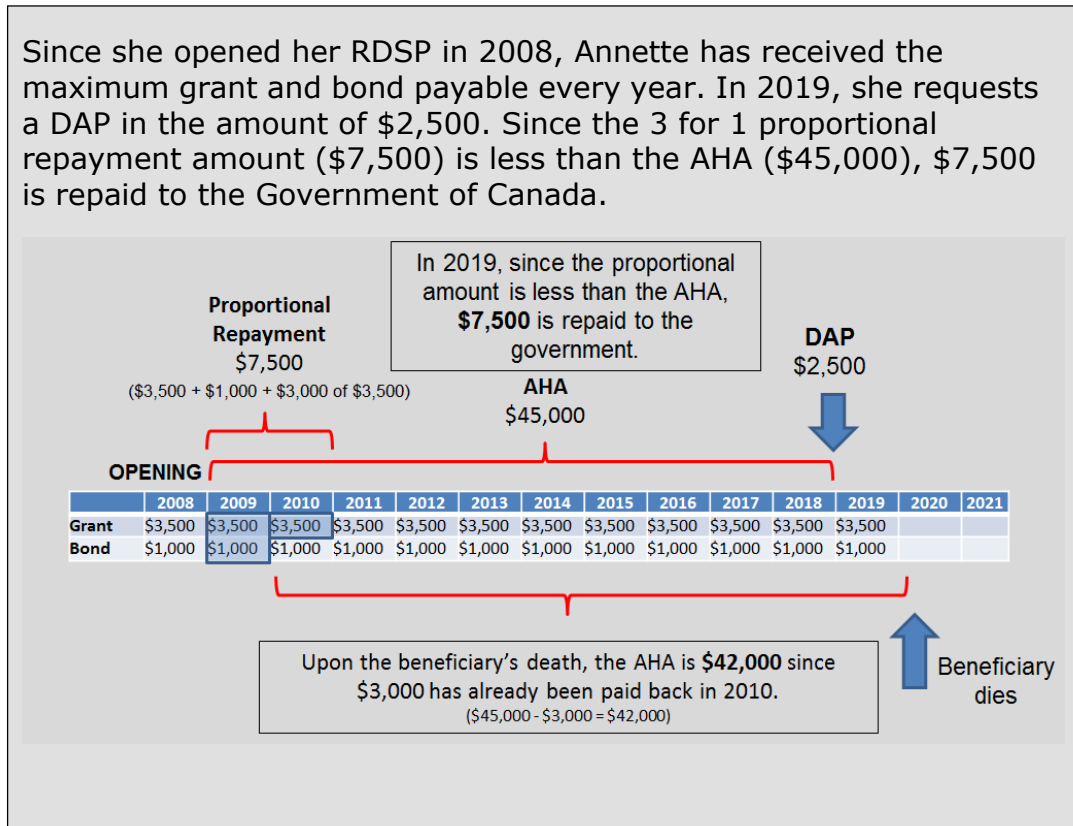 Since she opened her RDSP in 2008, Annette has received the
maximum grant and bond payable every year. In 2019, she requests
a DAP in the amount of $2,500. Since the 3 for 1 proportional
repayment amount ($7,500) is less than the AHA ($45,000), $7,500
is repaid to the Government of Canada.
In 2019, since the proportional
amount is less than the AHA,
$7,500 is repaid to the
government.
Proportional
Repayment
$7,500
($3,500 + $1,000 + $3,000 of $3,500)
DAP
$2,500
AHA
$45,000
OPENING
2008 2009 2010 2011 2012 2013 2014 2015 2016 2017 2018 2019 2020 2021
Grant $3,500 $3,500 $3,500 $3,500 $3,500 $3,500 $3,500 $3,500 $3,500 $3,500 $3,500 $3,500
Bond $1,000 $1,000 $1,000 $1,000 $1,000 $1,000 $1,000 $1,000 $1,000 $1,000 $1,000 $1,000
Upon the beneficiary's death, the AHA is $42,000 since
$3,000 has already been paid back in 2010.
($45,000 - $3,000 = $42,000)
Beneficiary
dies